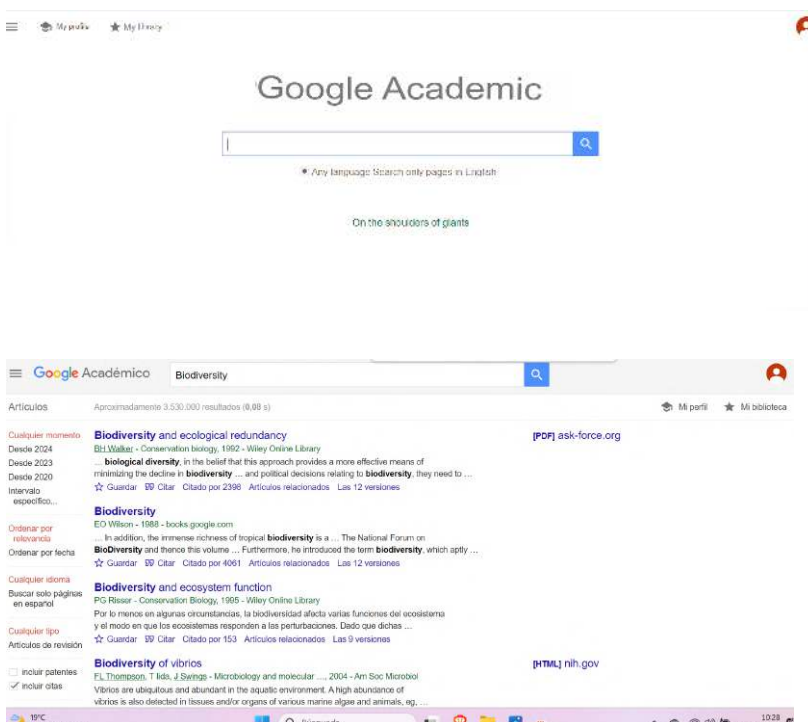 My profile My library
Google Academic
Any language Search only pages in English
On the shoulders of giants
Google Académico Biodiversity
Artículos Aproximadamente 3.530.000 resultados (0,08 s) Mi perfil Mi biblioteca
Cualquier momento
Desde 2024
Desde 2023
Desde 2020
Intervalo
específico...
Ordenar por
relevancia
Ordenar por fecha
Cualquier idioma
Buscar solo páginas
en español
Cualquier tipo
Artículos de revisión
incluir patentes
incluir citas
Biodiversity and ecological redundancy [PDF] ask-force.org
BH Walker - Conservation biology, 1992 - Wiley Online Library
... biological diversity, in the belief that this approach provides a more effective means of
minimizing the decline in biodiversity ... and political decisions relating to biodiversity, they need to ...
Guardar Citar Citado por 2398 Artículos relacionados Las 12 versiones
Biodiversity
EO Wilson - 1988 - books.google.com
... In addition, the immense richness of tropical biodiversity is a ... The National Forum on
BioDiversity and thence this volume ... Furthermore, he introduced the term biodiversity, which aptly ...
Guardar Citar Citado por 4061 Artículos relacionados Las 12 versiones
Biodiversity and ecosystem function
PG Risser - Conservation Biology, 1995 - Wiley Online Library
Por lo menos en algunas circunstancias, la biodiversidad afecta varias funciones del ecosistema
y el modo en que los ecosistemas responden a las perturbaciones. Dado que dichas ...
Guardar Citar Citado por 153 Artículos relacionados Las 9 versiones
Biodiversity of vibrios [HTML] nih.gov
FL Thompson, T Iida, J Swings - Microbiology and molecular ..., 2004 - Am Soc Microbiol
Vibrios are ubiquitous and abundant in the aquatic environment. A high abundance of
vibrios is also detected in tissues and/or organs of various marine algae and animals, eg, ...
19°C 10:28